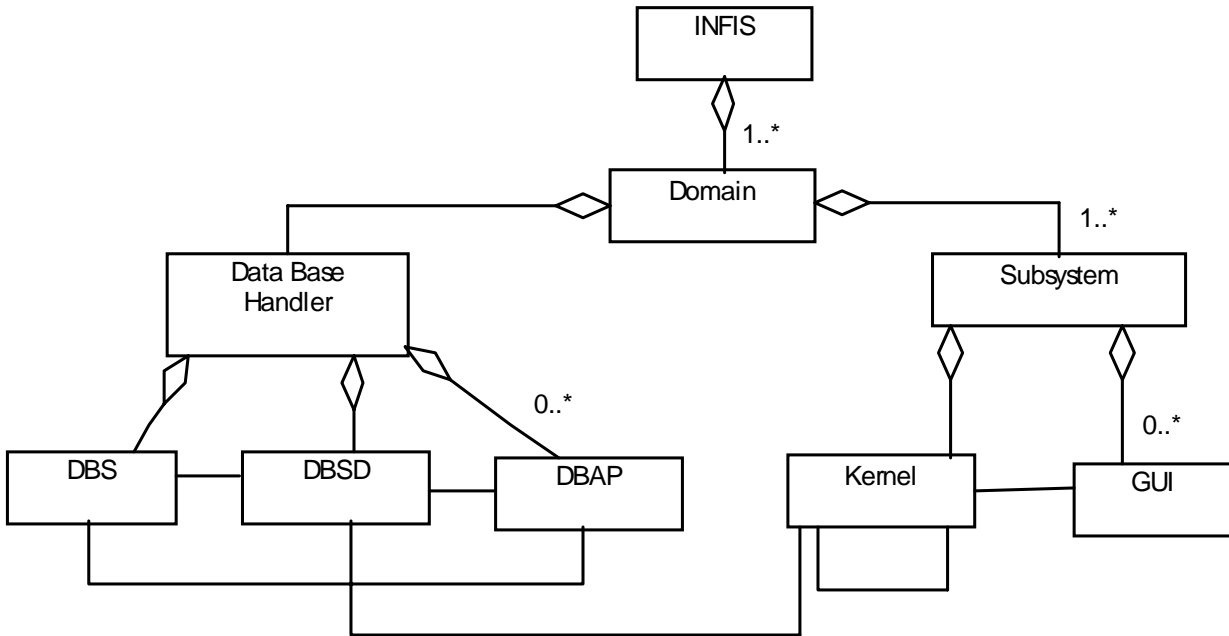 INFIS
1..*
Domain
1..*
Data Base
Handler
Subsystem
0..*
0..*
DBS
DBSD
DBAP
Kernel
GUI